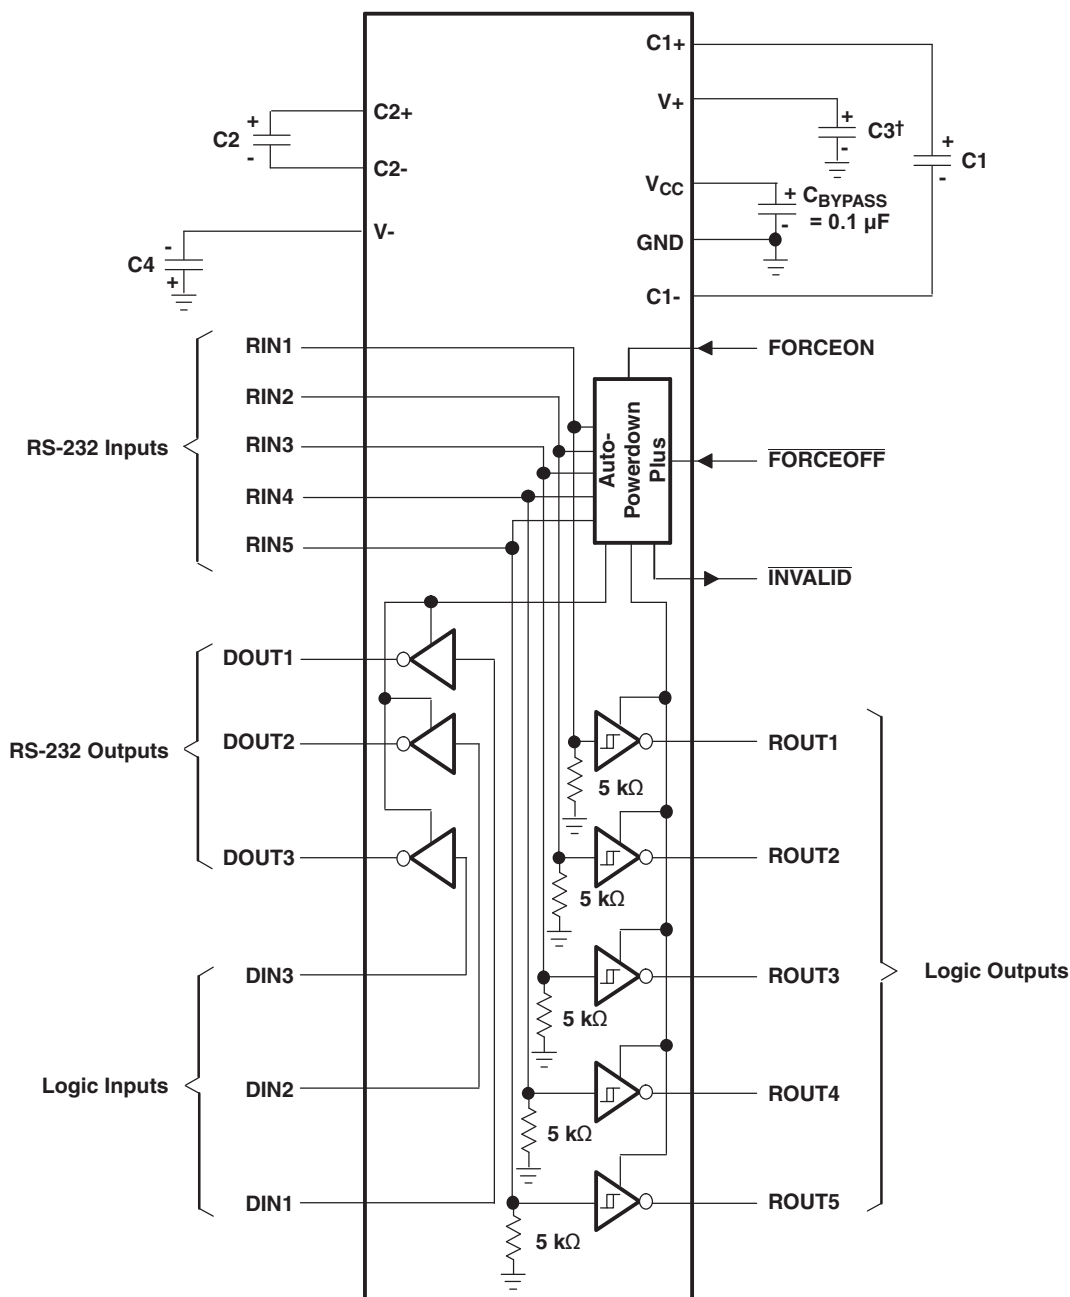 C1+
C2+
V+
+
C2
-
C2-
+
C3†
-
+
C1
-
VCC
+ CBYPASS
- = 0.1 µF
V-
GND
-
C4
+
C1-
RIN1
FORCEON
RIN2
RS-232 Inputs
RIN3
Auto-
Powerdown
Plus
FORCEOFF
RIN4
RIN5
INVALID
DOUT1
RS-232 Outputs
DOUT2
ROUT1
5 kΩ
DOUT3
ROUT2
5 kΩ
DIN3
ROUT3
Logic Outputs
5 kΩ
Logic Inputs
DIN2
ROUT4
5 kΩ
DIN1
ROUT5
5 kΩ